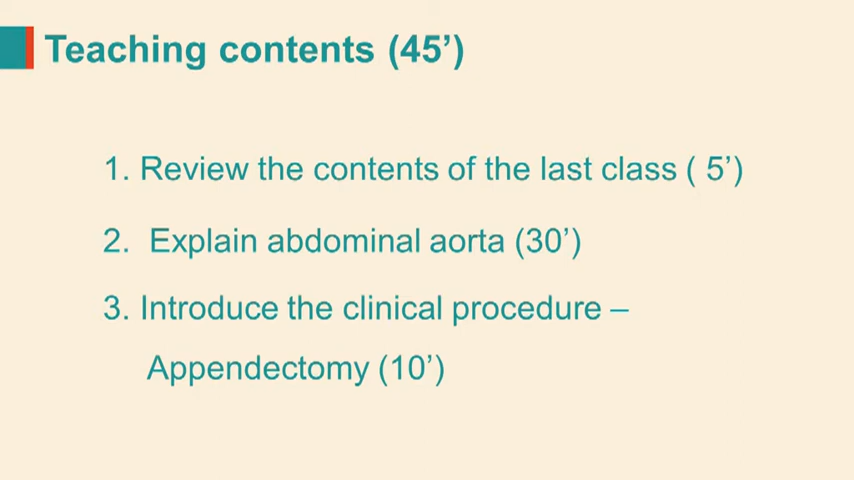 Teaching contents (45’)
1. Review the contents of the last class ( 5’)
2. Explain abdominal aorta (30’)
3. Introduce the clinical procedure –
Appendectomy (10’)